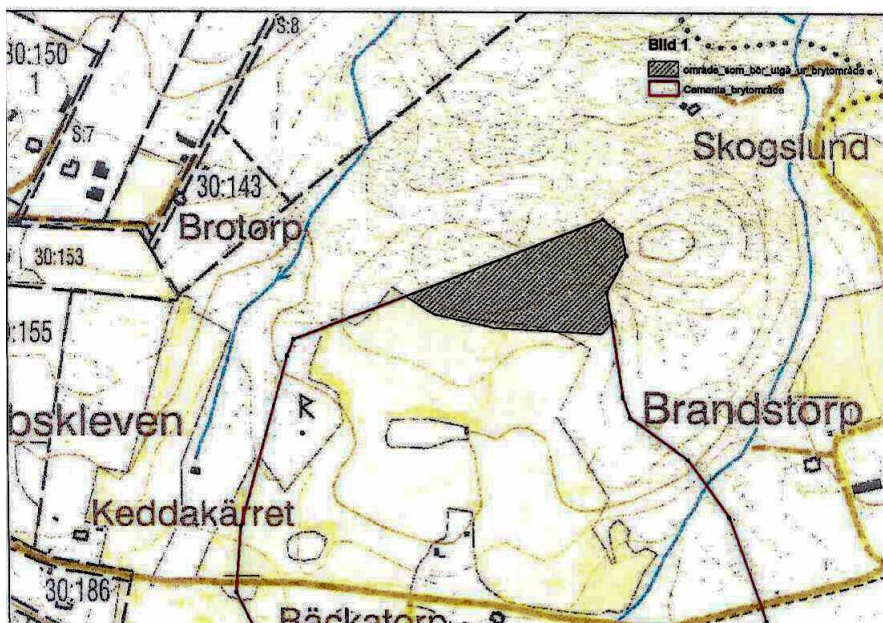 S:8
30:150
1
Bild 1
område_som_bör_utgå_ur_brytområde
Cementa_brytområde
S:7
Skogslund
30:143
Brotorp
30:153
:155
Brandstorp
bskleven
R
Keddakärret
30:186
Bäckatorp